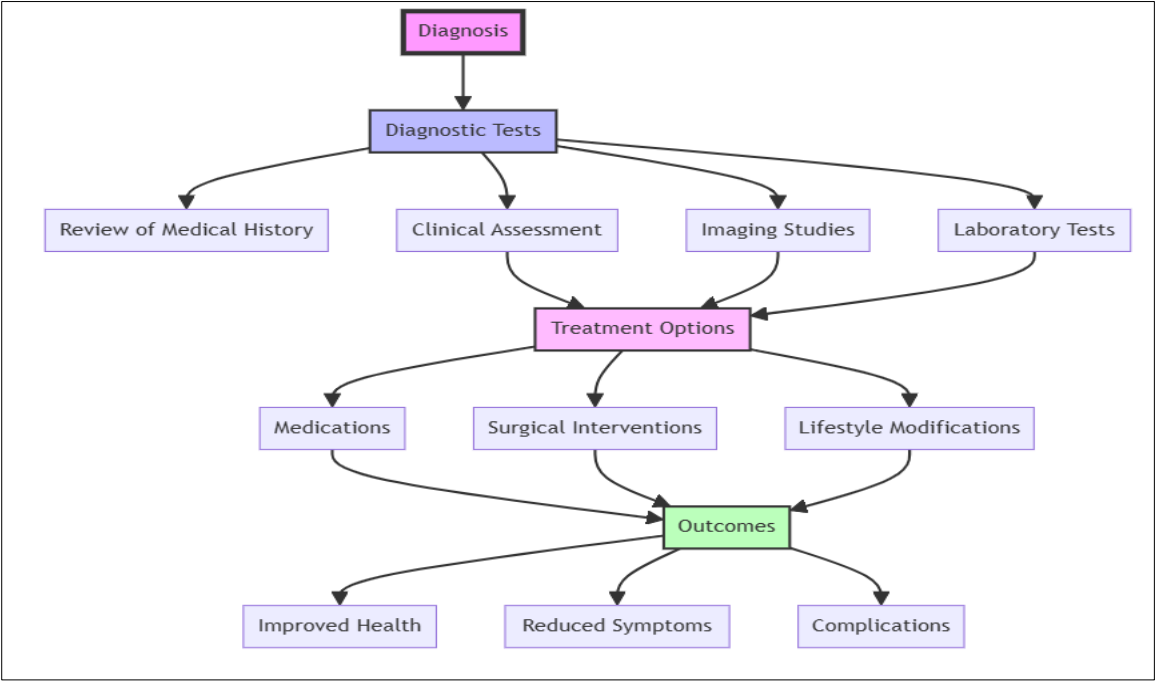 Diagnosis
Diagnostic Tests
Review of Medical History
Clinical Assessment
Imaging Studies
Laboratory Tests
Treatment Options
Medications
Surgical Interventions
Lifestyle Modifications
Outcomes
Improved Health
Reduced Symptoms
Complications